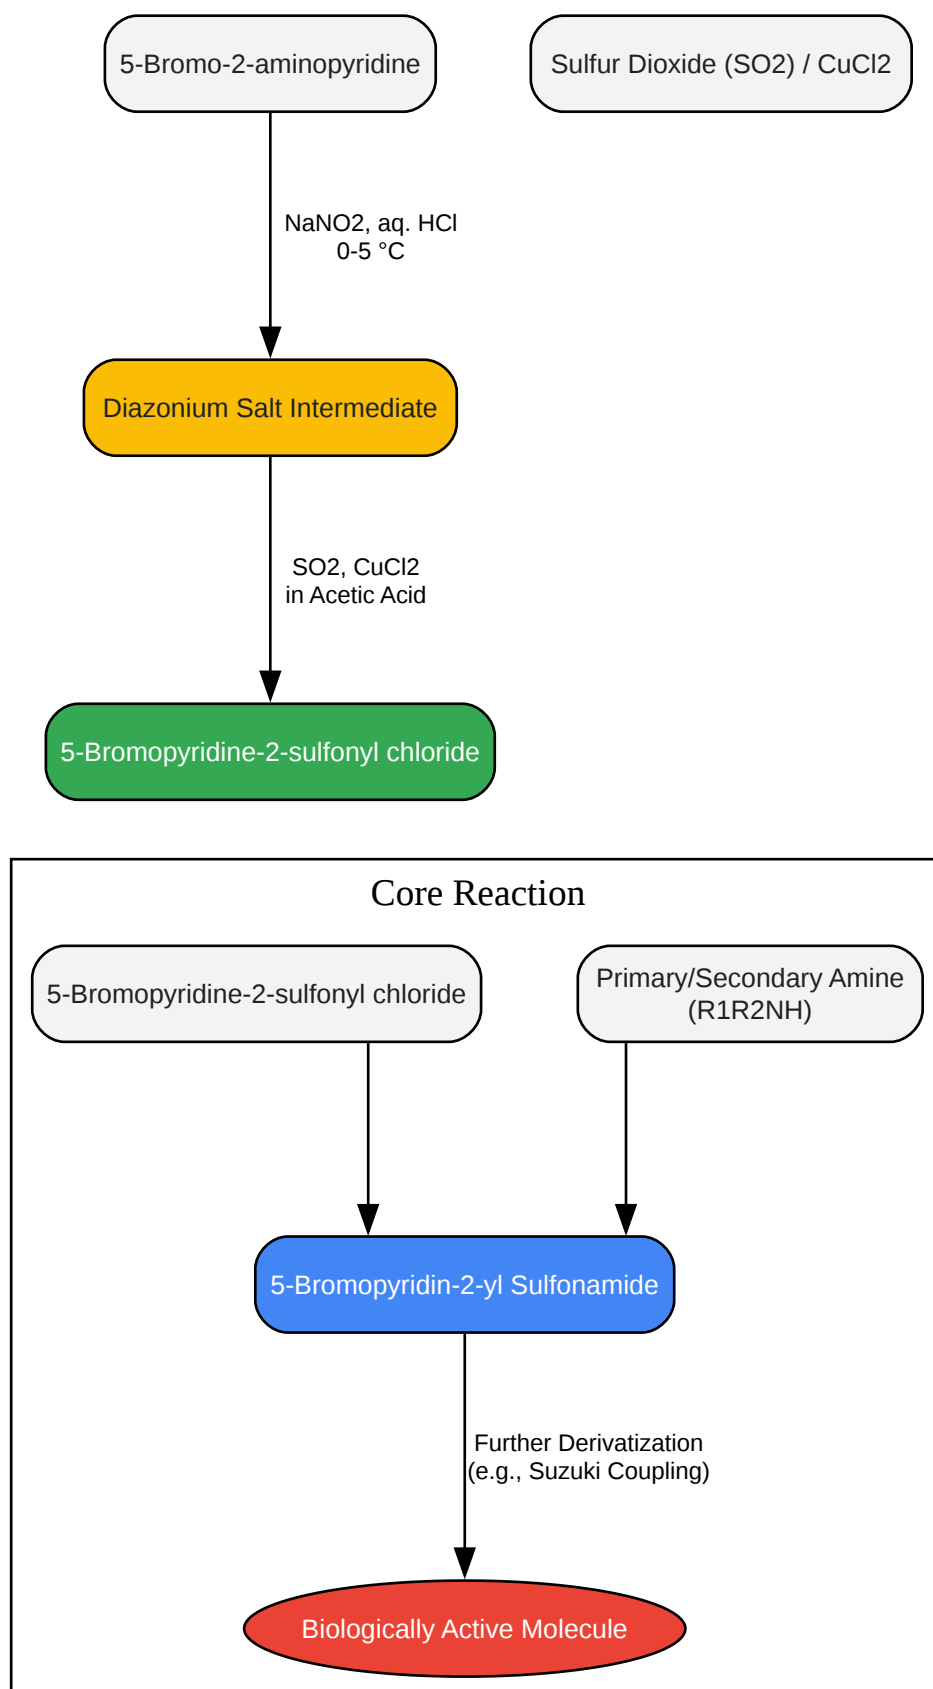 5-Bromo-2-aminopyridine
Sulfur Dioxide (SO2) / CuCl2
NaNO2, aq. HCl
0-5 °C
Diazonium Salt Intermediate
SO2, CuCl2
in Acetic Acid
5-Bromopyridine-2-sulfonyl chloride
Core Reaction
5-Bromopyridine-2-sulfonyl chloride
Primary/Secondary Amine
(R1R2NH)
5-Bromopyridin-2-yl Sulfonamide
Further Derivatization
(e.g., Suzuki Coupling)
Biologically Active Molecule